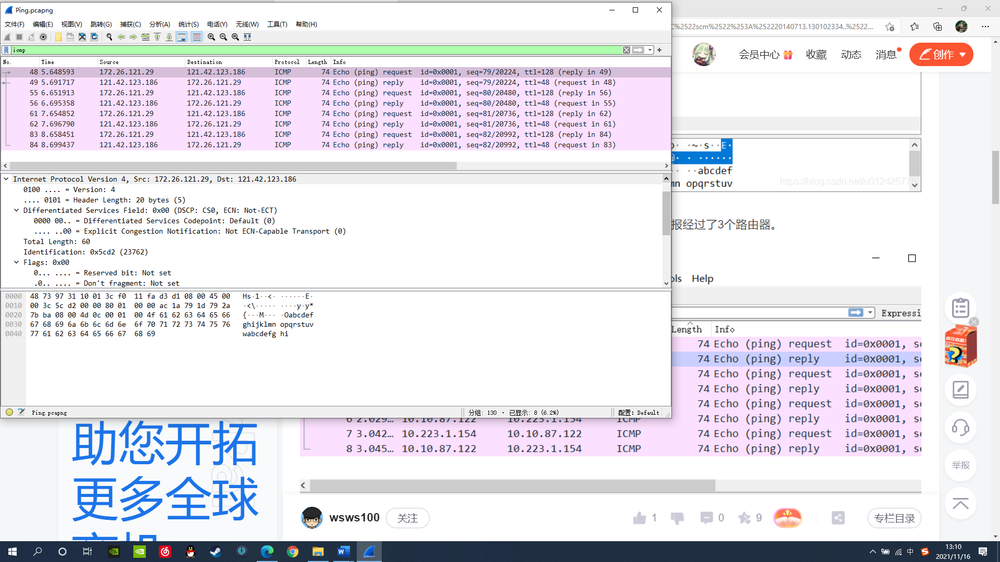 Ping.pcapng
文件(F) 编辑(E) 视图(V) 跳转(G) 捕获(C) 分析(A) 统计(S) 电话(Y) 无线(W) 工具(T) 帮助(H)
icmp
No. Time Source Destination Protocol Length Info
48 5.648593 172.26.121.29 121.42.123.186 ICMP 74 Echo (ping) request id=0x0001, seq=79/20224, ttl=128 (reply in 49)
49 5.691717 121.42.123.186 172.26.121.29 ICMP 74 Echo (ping) reply id=0x0001, seq=79/20224, ttl=48 (request in 48)
55 6.651913 172.26.121.29 121.42.123.186 ICMP 74 Echo (ping) request id=0x0001, seq=80/20480, ttl=128 (reply in 56)
56 6.695358 121.42.123.186 172.26.121.29 ICMP 74 Echo (ping) reply id=0x0001, seq=80/20480, ttl=48 (request in 55)
61 7.654852 172.26.121.29 121.42.123.186 ICMP 74 Echo (ping) request id=0x0001, seq=81/20736, ttl=128 (reply in 62)
62 7.696790 121.42.123.186 172.26.121.29 ICMP 74 Echo (ping) reply id=0x0001, seq=81/20736, ttl=48 (request in 61)
83 8.658451 172.26.121.29 121.42.123.186 ICMP 74 Echo (ping) request id=0x0001, seq=82/20992, ttl=128 (reply in 84)
84 8.699437 121.42.123.186 172.26.121.29 ICMP 74 Echo (ping) reply id=0x0001, seq=82/20992, ttl=48 (request in 83)
Internet Protocol Version 4, Src: 172.26.121.29, Dst: 121.42.123.186
0100 .... = Version: 4
.... 0101 = Header Length: 20 bytes (5)
Differentiated Services Field: 0x00 (DSCP: CS0, ECN: Not-ECT)
0000 00.. = Differentiated Services Codepoint: Default (0)
.... ..00 = Explicit Congestion Notification: Not ECN-Capable Transport (0)
Total Length: 60
Identification: 0x5cd2 (23762)
Flags: 0x00
0... .... = Reserved bit: Not set
.0.. .... = Don't fragment: Not set
0000 48 73 97 31 10 01 3c f0 11 fa d3 d1 08 00 45 00 Hs·1··<· ······E·
0010 00 3c 5c d2 00 00 80 01 00 00 ac 1a 79 1d 79 2a ·<\····· ····y·y*
0020 7b ba 08 00 4d 0c 00 01 00 4f 61 62 63 64 65 66 {···M··· ·Oabcdef
0030 67 68 69 6a 6b 6c 6d 6e 6f 70 71 72 73 74 75 76 ghijklmn opqrstuv
0040 77 61 62 63 64 65 66 67 68 69 wabcdefg hi
Ping.pcapng 分组: 130 · 已显示: 8 (6.2%) 配置: Default
C%2522scm%2522%253A%252220140713.130102334..%2522...
会员中心 收藏 动态 消息 创作
·~·s··E·
······
··abcdef
mn opqrstuv
https://blog.csdn.net/u012425770
报经过了3个路由器。
ols Help
Expressi
Length Info
74 Echo (ping) request id=0x0001, se
74 Echo (ping) reply id=0x0001, se
74 Echo (ping) request id=0x0001, se
74 Echo (ping) reply id=0x0001, se
74 Echo (ping) request id=0x0001, se
6 2.029... 10.10.87.122 10.223.1.154 ICMP 74 Echo (ping) reply id=0x0001, se
7 3.042... 10.223.1.154 10.10.87.122 ICMP 74 Echo (ping) request id=0x0001, se
8 3.045... 10.10.87.122 10.223.1.154 ICMP 74 Echo (ping) reply id=0x0001, se
助您开拓
更多全球
wsws100 关注 1 0 9 专栏目录
举报
中
13:10
2021/11/16